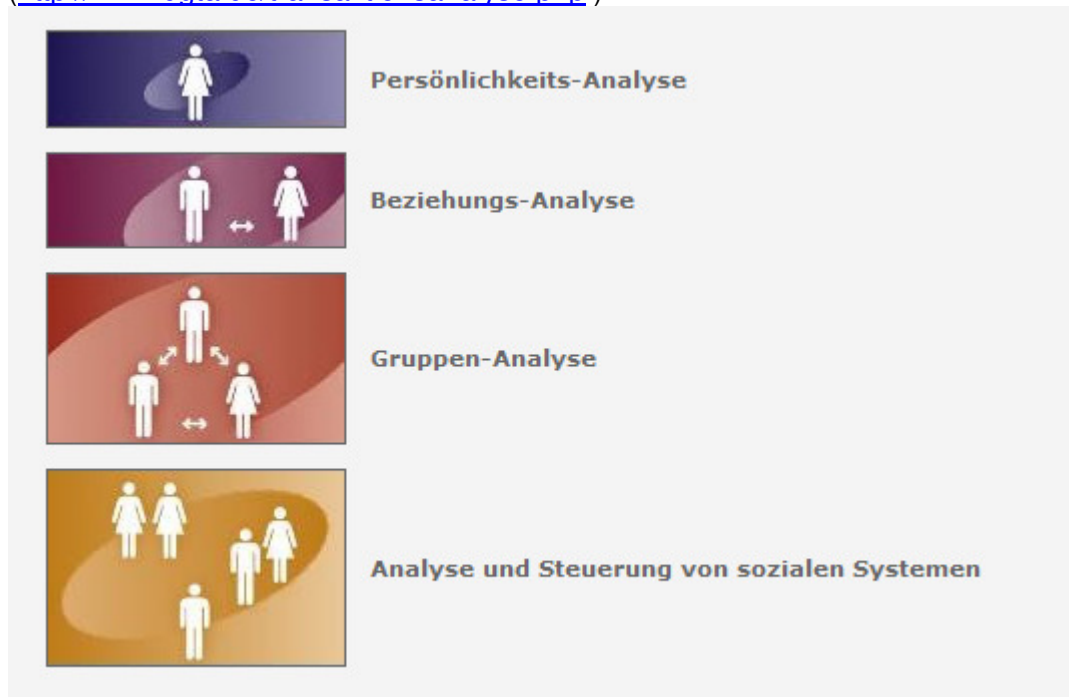 Persönlichkeits-Analyse
Beziehungs-Analyse
Gruppen-Analyse
Analyse und Steuerung von sozialen Systemen